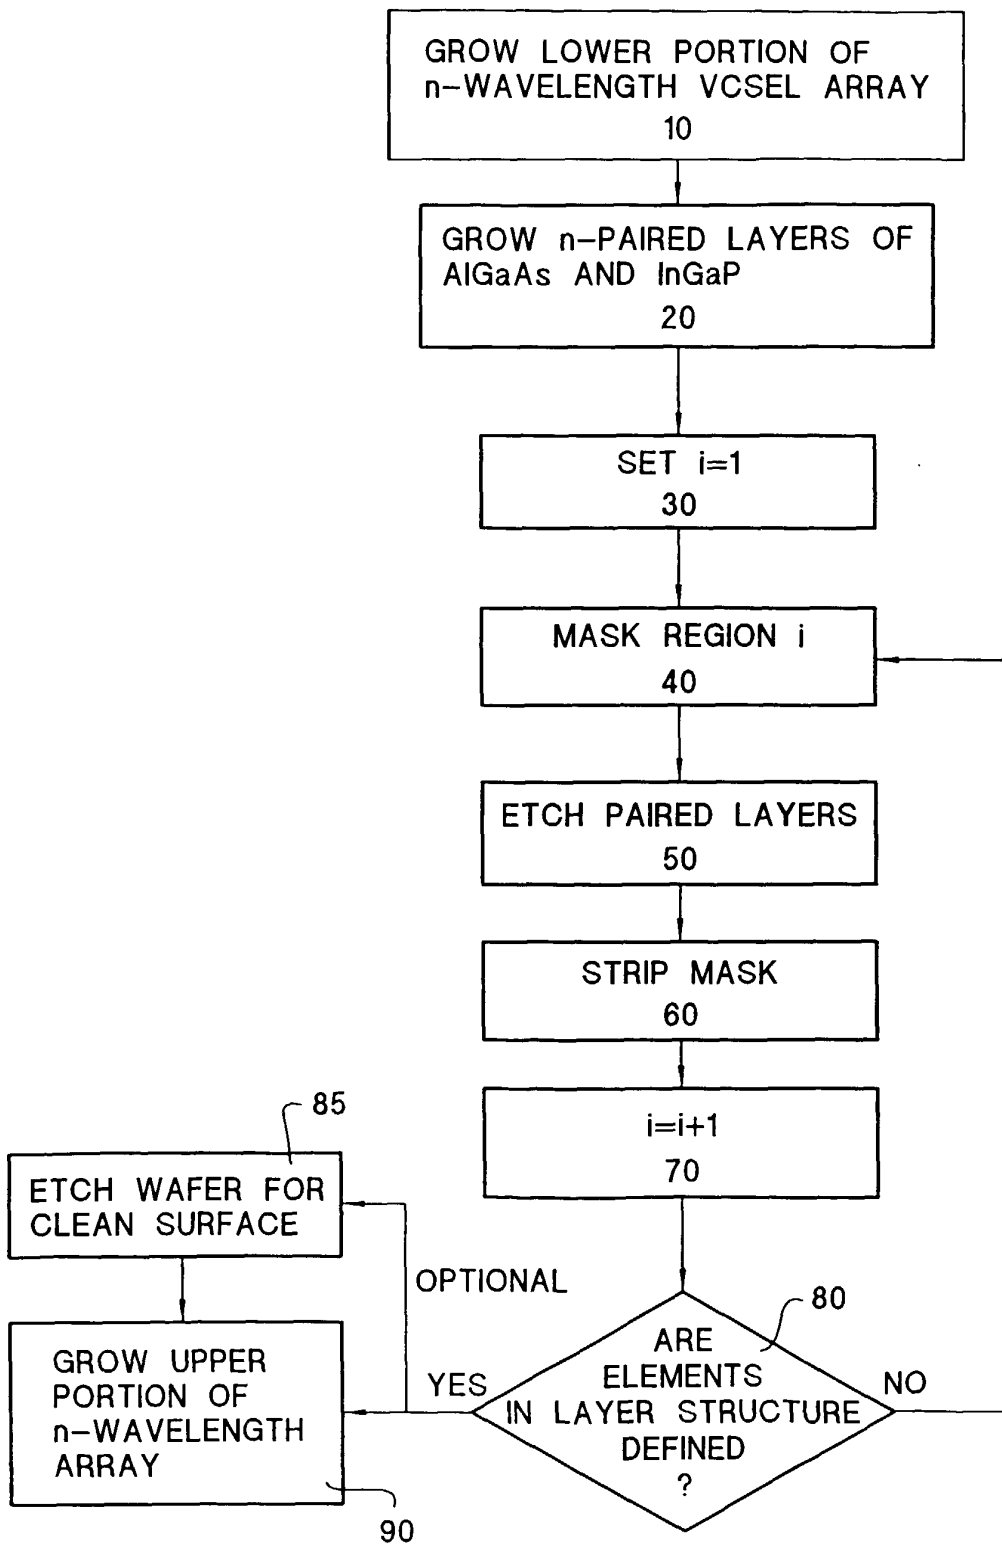 GROW LOWER PORTION OF
n-WAVELENGTH VCSEL ARRAY
10
GROW n-PAIRED LAYERS OF
AlGaAs AND InGaP
20
SET i=1
30
MASK REGION i
40
ETCH PAIRED LAYERS
50
STRIP MASK
60
i=i+1
70
85
ETCH WAFER FOR
CLEAN SURFACE
OPTIONAL
80
ARE
ELEMENTS
IN LAYER STRUCTURE
DEFINED
?
YES
NO
GROW UPPER
PORTION OF
n-WAVELENGTH
ARRAY
90